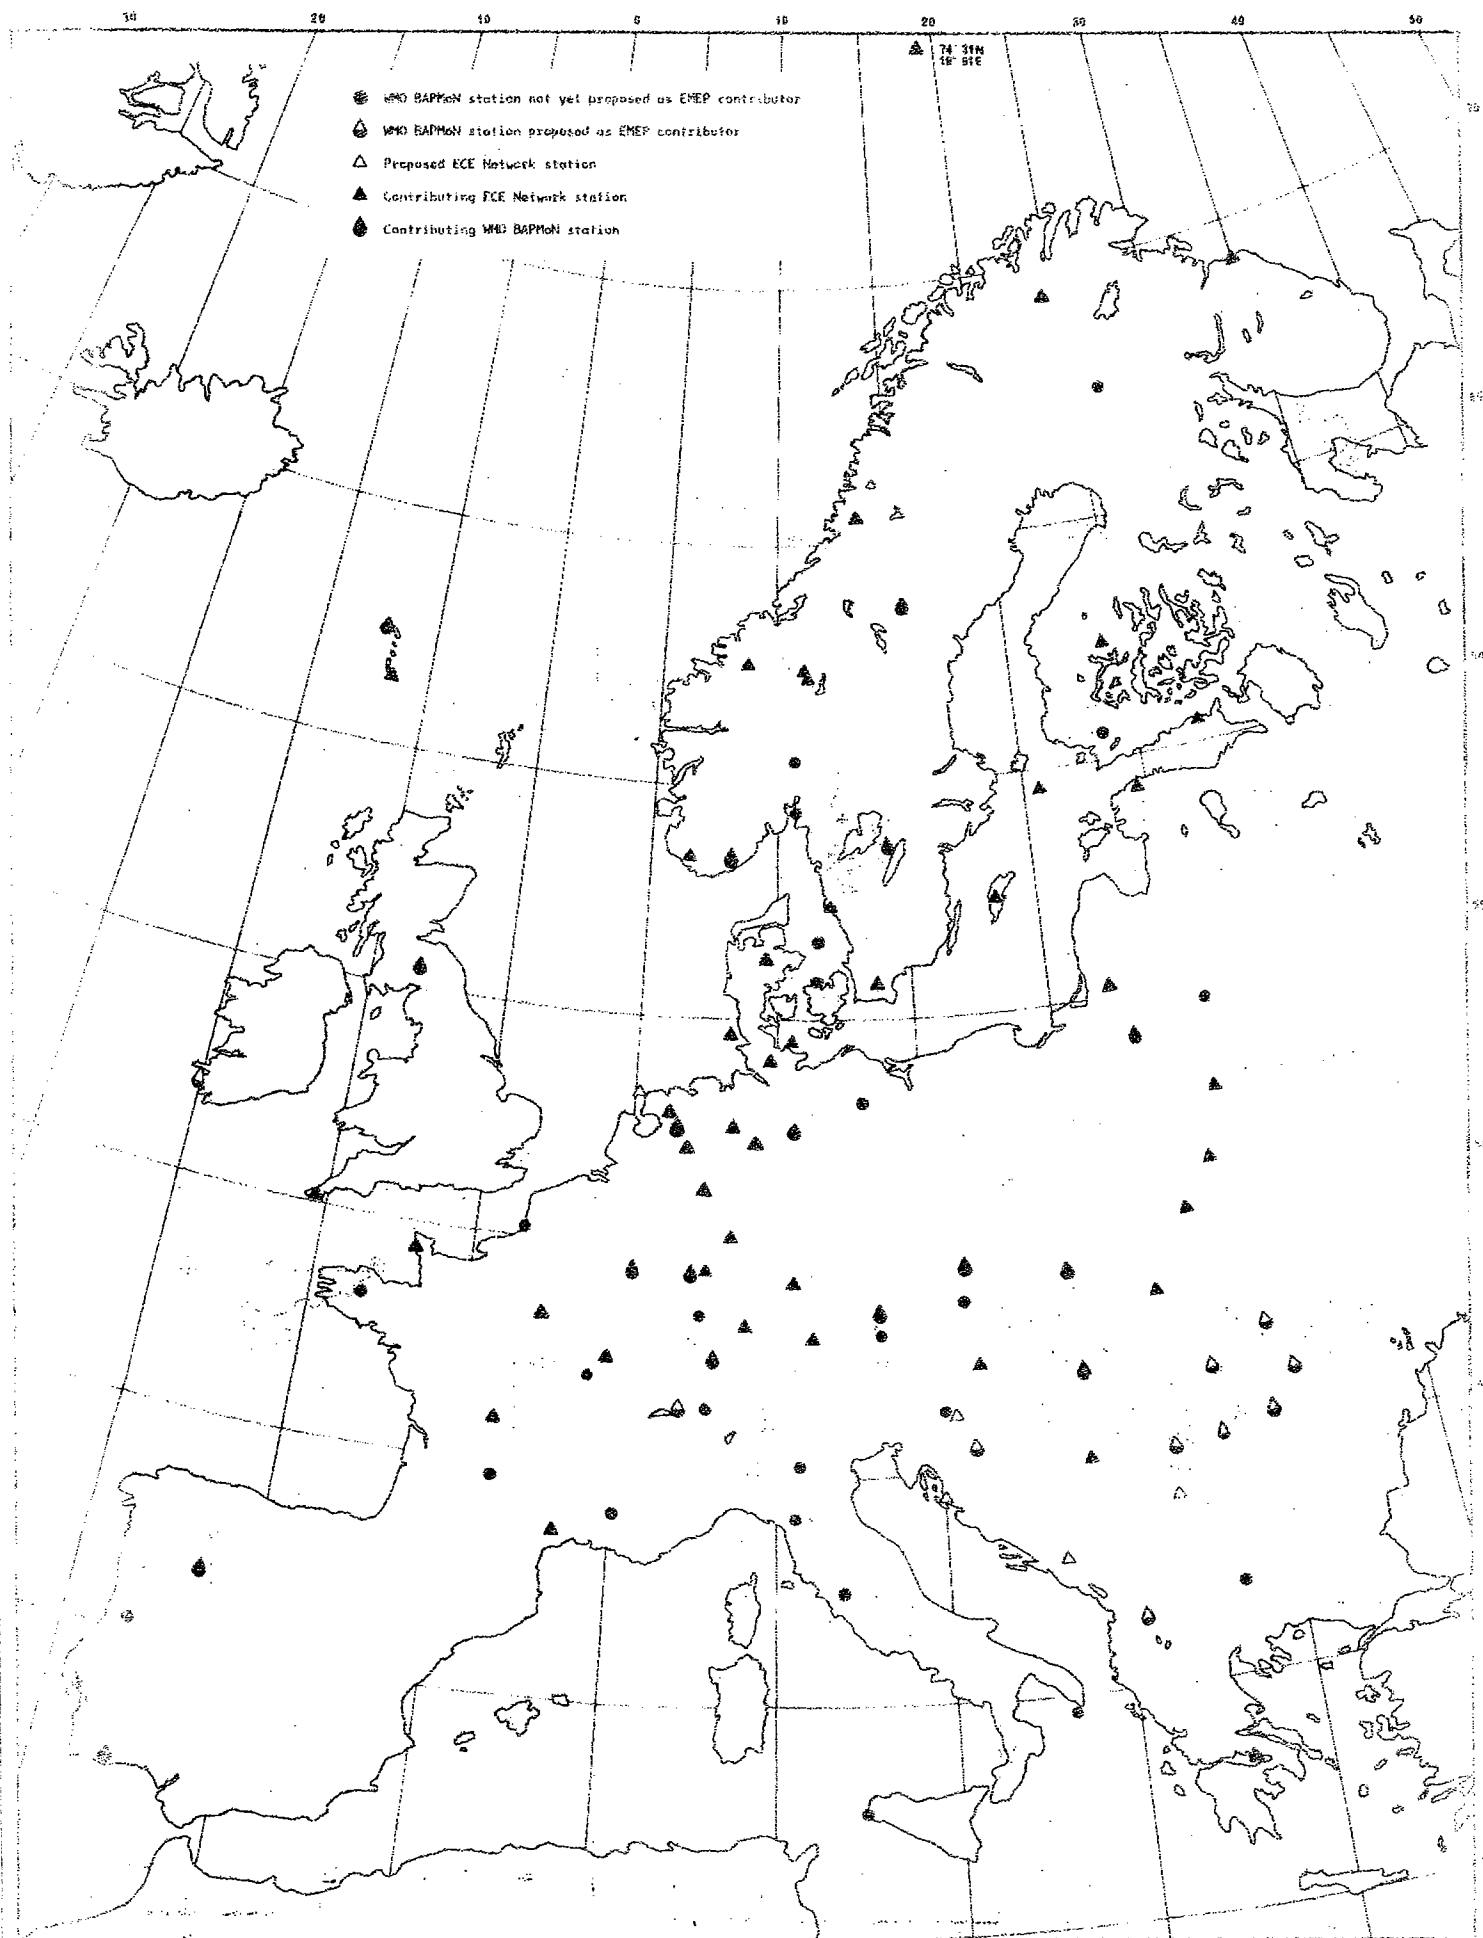 30 20 10 0 10 20 30 40 50
74°31N
19°01E
WMO BAPMoN station not yet proposed as EMEP contributor
WMO BAPMoN station proposed as EMEP contributor
Proposed ECE Network station
Contributing ECE Network station
Contributing WMO BAPMoN station